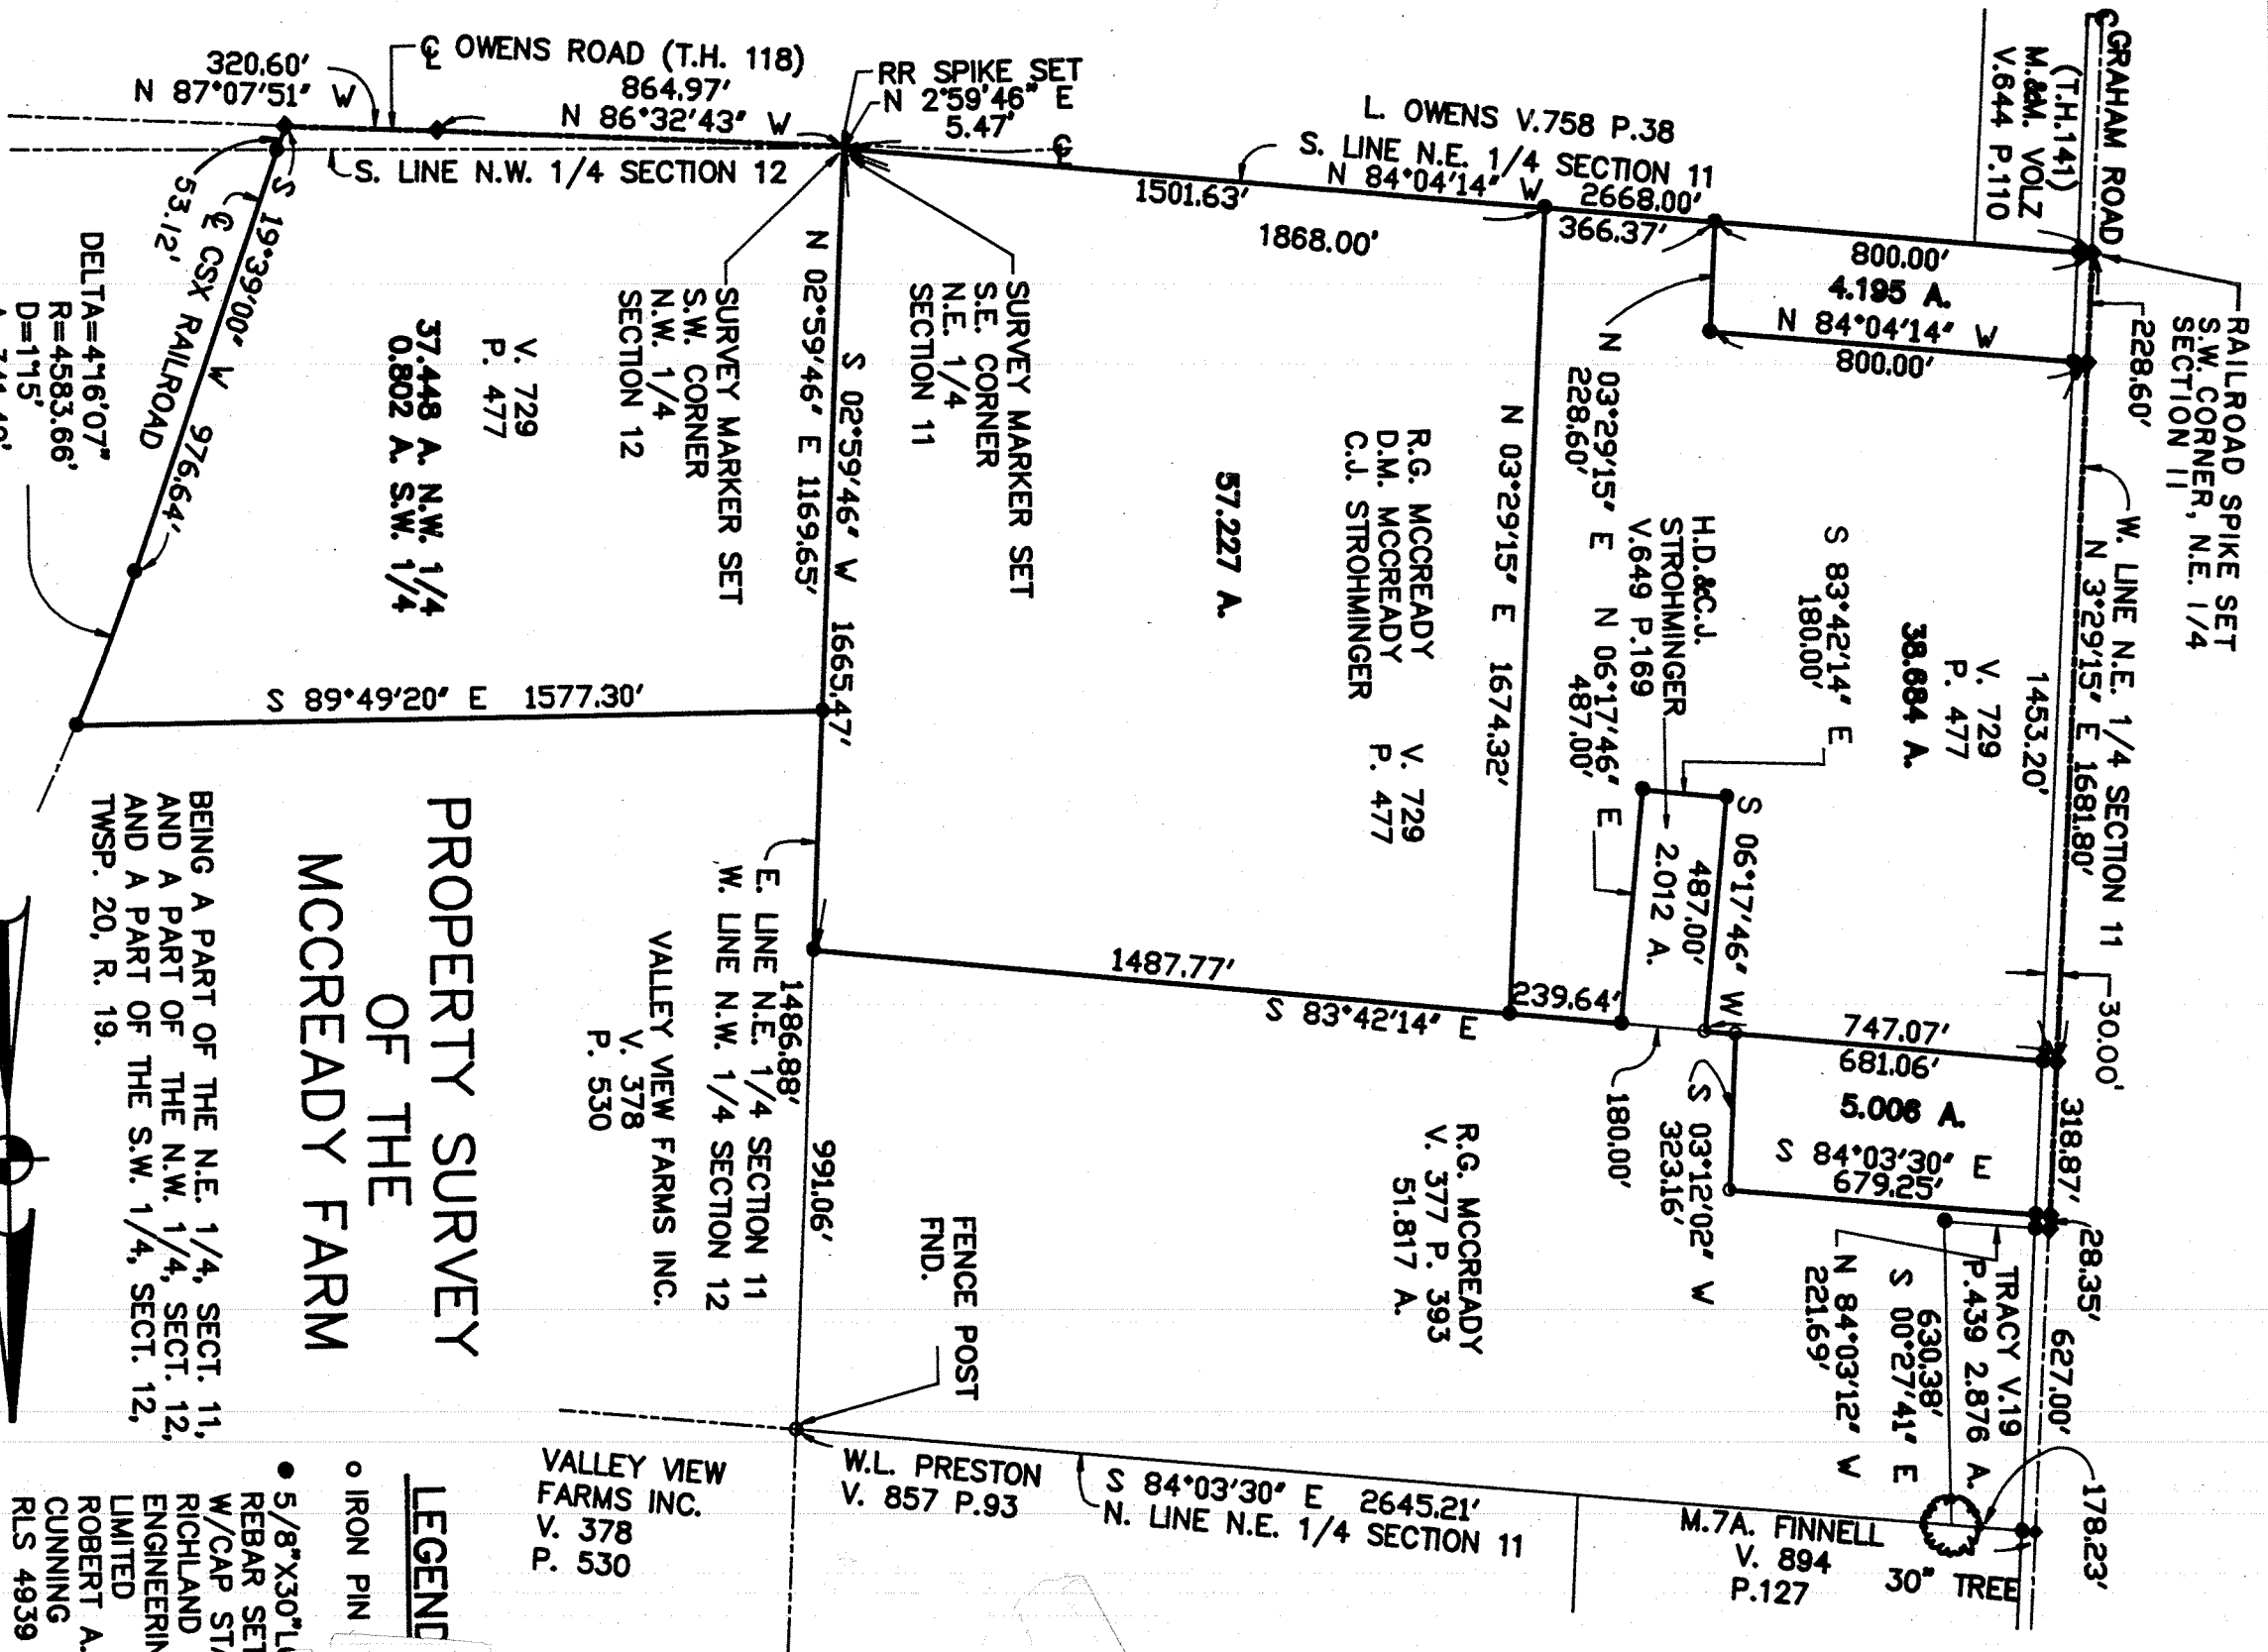 ℄ GRAHAM ROAD
(T.H.141)
M.&M. VOLZ
V.644 P.110
RAILROAD SPIKE SET
S.W. CORNER, N.E. 1/4
SECTION 11
228.60'
W. LINE N.E. 1/4 SECTION 11
N 3°29'15" E 1681.80'
1453.20'
30.00'
318.87'
28.35'
627.00'
178.23'
320.60'
N 87°07'51" W
℄ OWENS ROAD (T.H. 118)
864.97'
N 86°32'43" W
RR SPIKE SET
N 2°59'46" E
5.47'
℄
S. LINE N.W. 1/4 SECTION 12
L. OWENS V.758 P.38
S. LINE N.E. 1/4 SECTION 11
N 84°04'14" W
2668.00'
1501.63'
366.37'
1868.00'
800.00'
4.195 A.
N 84°04'14" W
800.00'
N 03°29'15" E
228.60'
V. 729
P. 477
38.684 A.
S 83°42'14" E
180.00'
H.D.&C.J.
STROHMINGER
V.649 P.169
N 06°17'46" E
487.00'
S 06°17'46" W
487.00'
2.012 A.
N 03°29'15" E 1674.32'
R.G. MCCREADY
D.M. MCCREADY
C.J. STROHMINGER
V. 729
P. 477
57.227 A.
SURVEY MARKER SET
S.E. CORNER
N.E. 1/4
SECTION 11
S 02°59'46" W 1665.47'
N 02°59'46" E 1169.65'
SURVEY MARKER SET
S.W. CORNER
N.W. 1/4
SECTION 12
V. 729
P. 477
37.448 A. N.W. 1/4
0.802 A. S.W. 1/4
53.12'
S 19°39'00" W 976.64'
℄ CSX RAILROAD
DELTA=4°16'07"
R=4583.66'
D=1°15'
S 89°49'20" E 1577.30'
1487.77'
S 83°42'14" E
239.64'
180.00'
747.07'
681.06'
5.006 A.
S 84°03'30" E
679.25'
S 03°12'02" W
323.16'
TRACY V.19
P.439 2.876 A.
630.38'
S 00°27'41" E
N 84°03'12" W
221.69'
R.G. MCCREADY
V. 377 P. 393
51.817 A.
1486.88'
991.06'
E. LINE N.E. 1/4 SECTION 11
W. LINE N.W. 1/4 SECTION 12
VALLEY VIEW FARMS INC.
V. 378
P. 530
FENCE POST
FND.
W.L. PRESTON
V. 857 P.93
S 84°03'30" E 2645.21'
N. LINE N.E. 1/4 SECTION 11
M.7A. FINNELL
V. 894
P.127
30" TREE
VALLEY VIEW
FARMS INC.
V. 378
P. 530
PROPERTY SURVEY
OF THE
MCCREADY FARM
BEING A PART OF THE N.E. 1/4, SECT. 11,
AND A PART OF THE N.W. 1/4, SECT. 12,
AND A PART OF THE S.W. 1/4, SECT. 12,
TWSP. 20, R. 19.
LEGEND
IRON PIN
5/8"X30"L
REBAR SET
W/CAP STA
RICHLAND
ENGINEERIN
LIMITED
ROBERT A.
CUNNING
RLS 4939